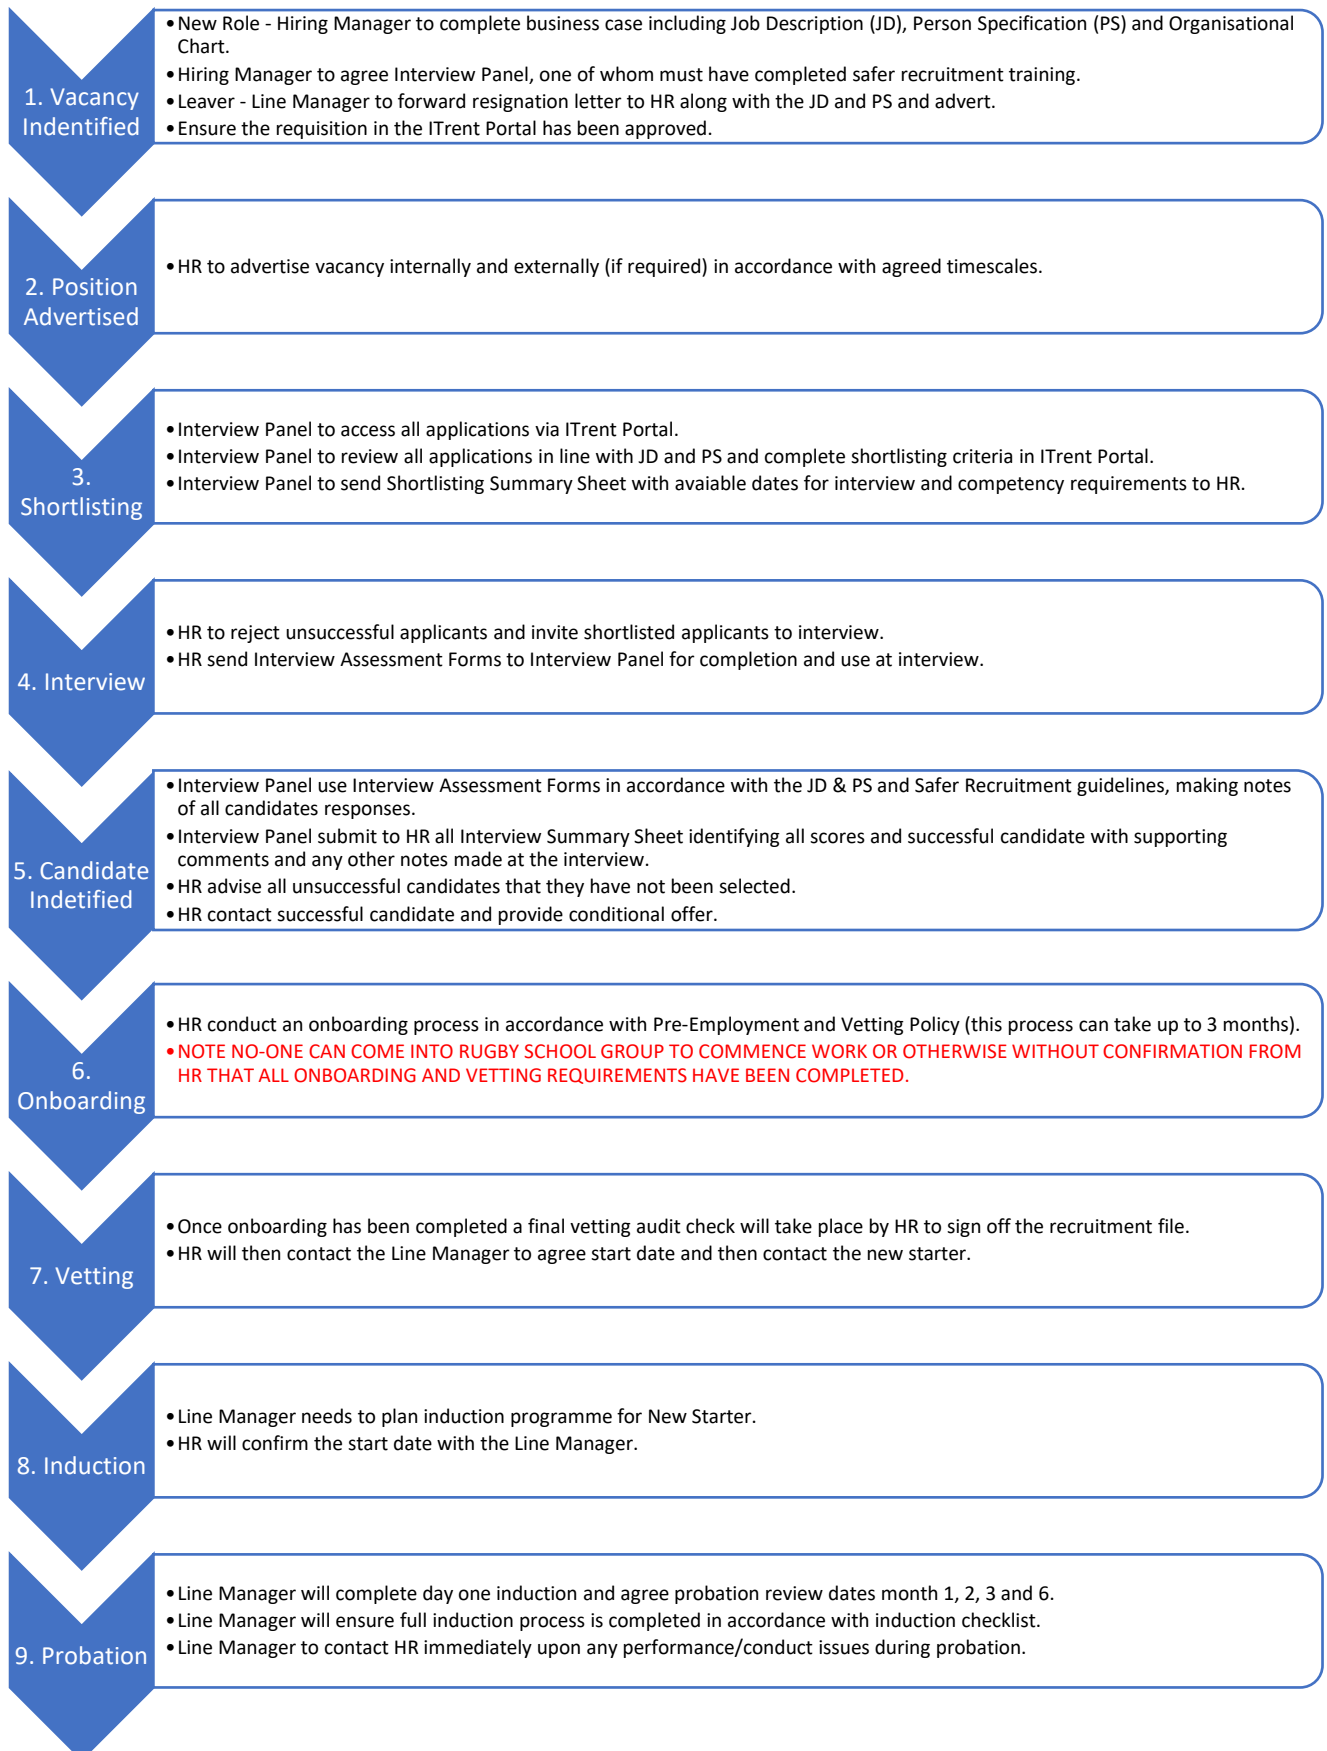 1. Vacancy
Indentified
•New Role - Hiring Manager to complete business case including Job Description (JD), Person Specification (PS) and Organisational
Chart.
•Hiring Manager to agree Interview Panel, one of whom must have completed safer recruitment training.
•Leaver - Line Manager to forward resignation letter to HR along with the JD and PS and advert.
•Ensure the requisition in the ITrent Portal has been approved.
2. Position
Advertised
•HR to advertise vacancy internally and externally (if required) in accordance with agreed timescales.
3.
Shortlisting
•Interview Panel to access all applications via ITrent Portal.
•Interview Panel to review all applications in line with JD and PS and complete shortlisting criteria in ITrent Portal.
•Interview Panel to send Shortlisting Summary Sheet with avaiable dates for interview and competency requirements to HR.
4. Interview
•HR to reject unsuccessful applicants and invite shortlisted applicants to interview.
•HR send Interview Assessment Forms to Interview Panel for completion and use at interview.
5. Candidate
Indetified
•Interview Panel use Interview Assessment Forms in accordance with the JD & PS and Safer Recruitment guidelines, making notes
of all candidates responses.
•Interview Panel submit to HR all Interview Summary Sheet identifying all scores and successful candidate with supporting
comments and any other notes made at the interview.
•HR advise all unsuccessful candidates that they have not been selected.
•HR contact successful candidate and provide conditional offer.
6.
Onboarding
•HR conduct an onboarding process in accordance with Pre-Employment and Vetting Policy (this process can take up to 3 months).
•NOTE NO-ONE CAN COME INTO RUGBY SCHOOL GROUP TO COMMENCE WORK OR OTHERWISE WITHOUT CONFIRMATION FROM
HR THAT ALL ONBOARDING AND VETTING REQUIREMENTS HAVE BEEN COMPLETED.
7. Vetting
•Once onboarding has been completed a final vetting audit check will take place by HR to sign off the recruitment file.
•HR will then contact the Line Manager to agree start date and then contact the new starter.
8. Induction
•Line Manager needs to plan induction programme for New Starter.
•HR will confirm the start date with the Line Manager.
9. Probation
•Line Manager will complete day one induction and agree probation review dates month 1, 2, 3 and 6.
•Line Manager will ensure full induction process is completed in accordance with induction checklist.
•Line Manager to contact HR immediately upon any performance/conduct issues during probation.